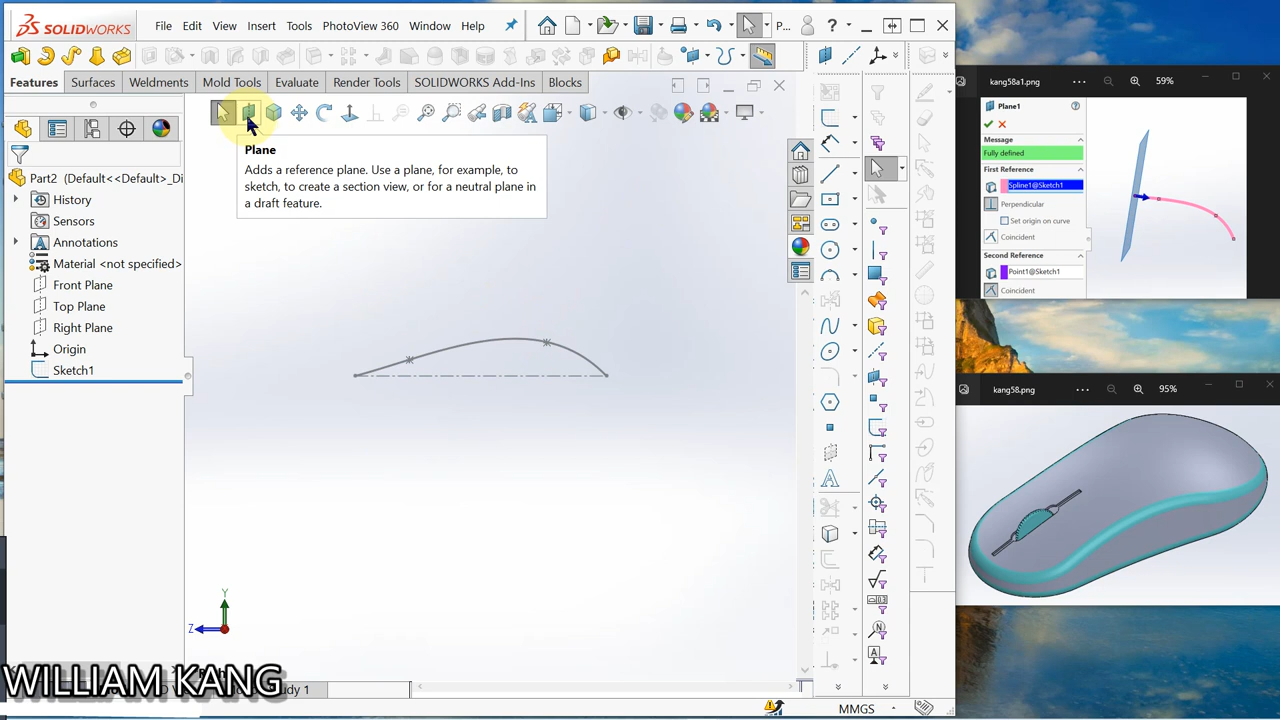 SOLIDWORKS
File Edit View Insert Tools PhotoView 360 Window Help
P...
Features Surfaces Weldments Mold Tools Evaluate Render Tools SOLIDWORKS Add-Ins Blocks
Plane
Adds a reference plane. Use a plane, for example, to
sketch, to create a section view, or for a neutral plane in
a draft feature.
Part2 (Default<<Default>_Di
History
Sensors
Annotations
Material <not specified>
Front Plane
Top Plane
Right Plane
Origin
Sketch1
Y
Z
WILLIAM KANG
udy 1
MMGS
kang58a1.png
59%
Plane1
Message
Fully defined
First Reference
Spline1@Sketch1
Perpendicular
Set origin on curve
Coincident
Second Reference
Point1@Sketch1
Coincident
kang58.png
95%